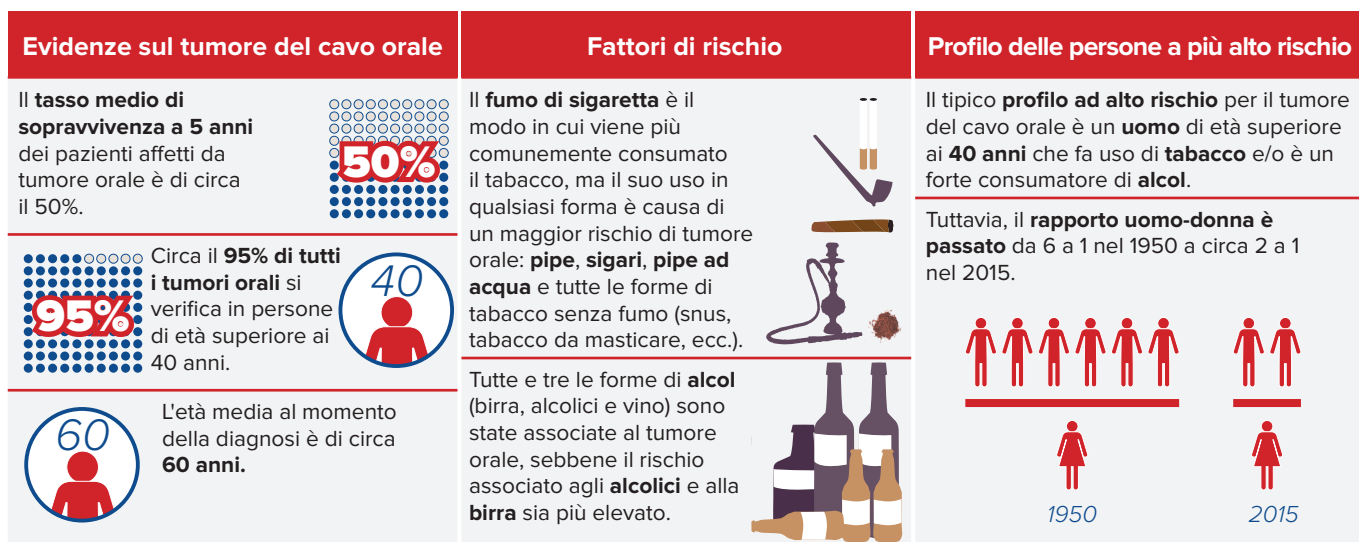 Evidenze sul tumore del cavo orale
Il tasso medio di
sopravvivenza a 5 anni
dei pazienti affetti da
tumore orale è di circa
il 50%.
50%
95%
Circa il 95% di tutti
i tumori orali si
verifica in persone
di età superiore ai
40 anni.
40
60
L'età media al momento
della diagnosi è di circa
60 anni.
Fattori di rischio
Il fumo di sigaretta è il
modo in cui viene più
comunemente consumato
il tabacco, ma il suo uso in
qualsiasi forma è causa di
un maggior rischio di tumore
orale: pipe, sigari, pipe ad
acqua e tutte le forme di
tabacco senza fumo (snus,
tabacco da masticare, ecc.).
Tutte e tre le forme di alcol
(birra, alcolici e vino) sono
state associate al tumore
orale, sebbene il rischio
associato agli alcolici e alla
birra sia più elevato.
Profilo delle persone a più alto rischio
Il tipico profilo ad alto rischio per il tumore
del cavo orale è un uomo di età superiore
ai 40 anni che fa uso di tabacco e/o è un
forte consumatore di alcol.
Tuttavia, il rapporto uomo-donna è
passato da 6 a 1 nel 1950 a circa 2 a 1
nel 2015.
1950
2015